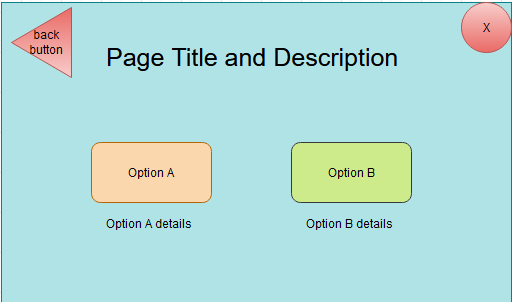 back
button
X
Page Title and Description
Option A
Option B
Option A details
Option B details